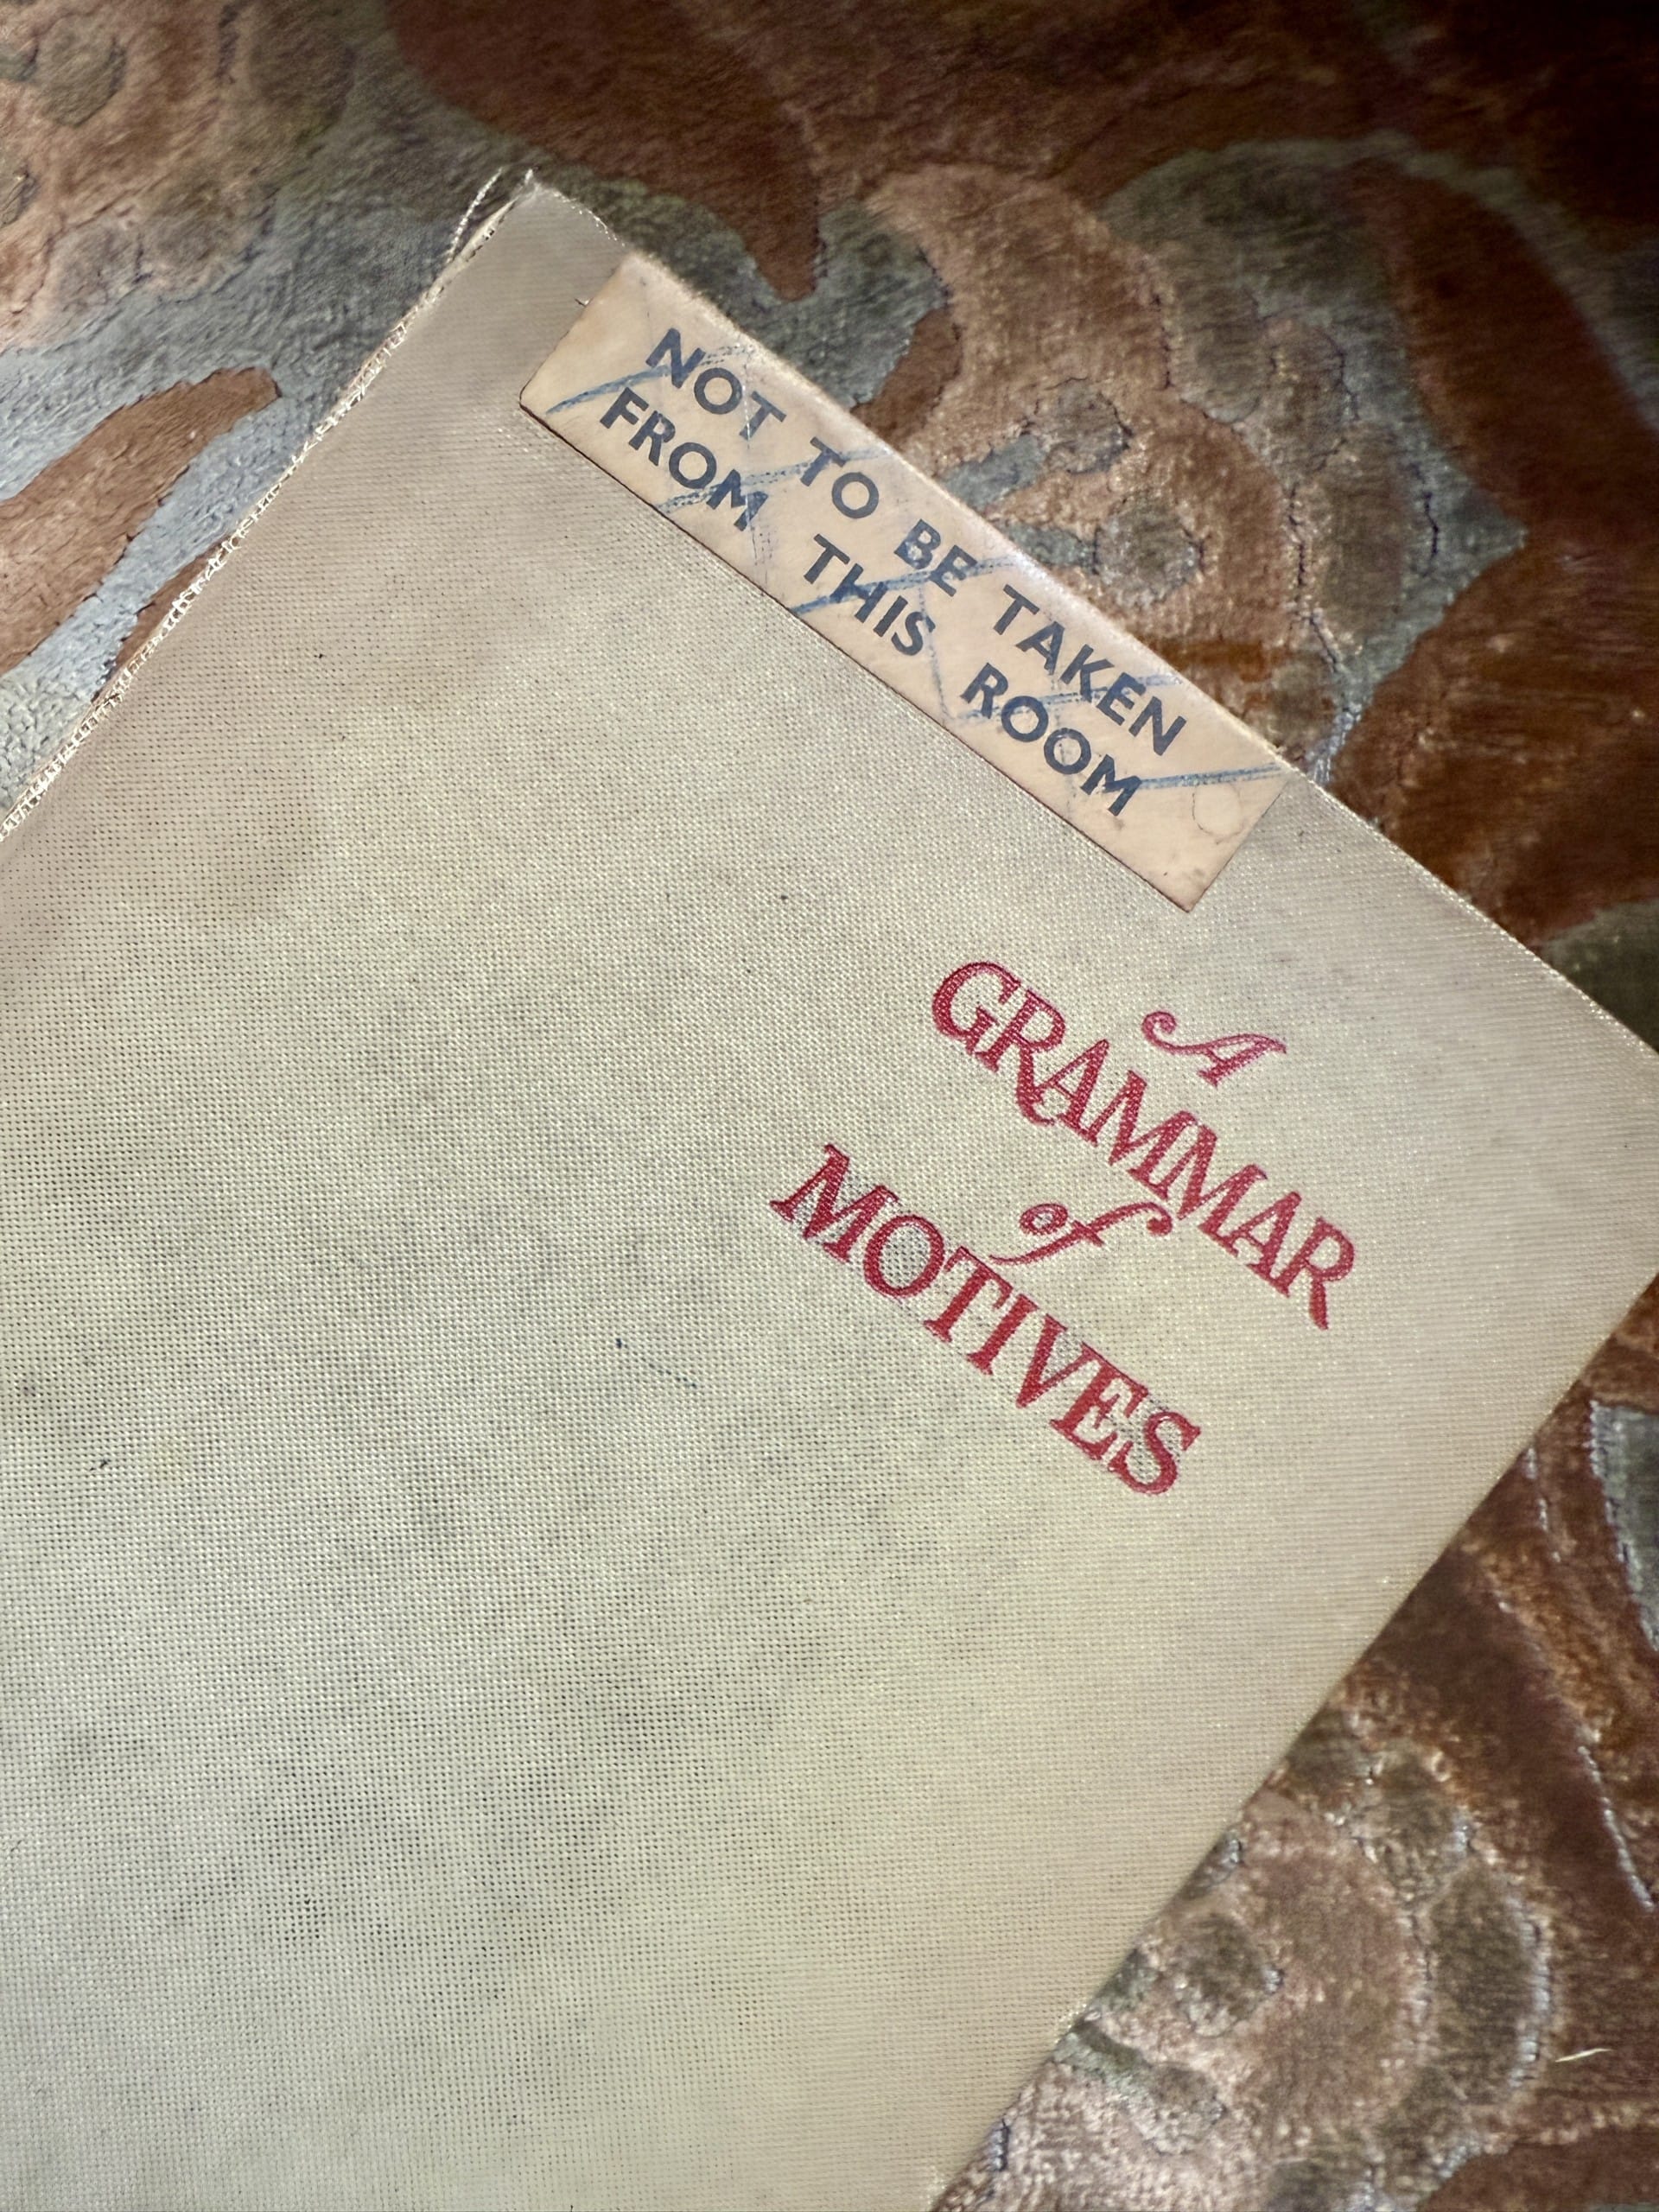 NOT TO BE TAKEN
FROM THIS ROOM
A
GRAMMAR
of
MOTIVES